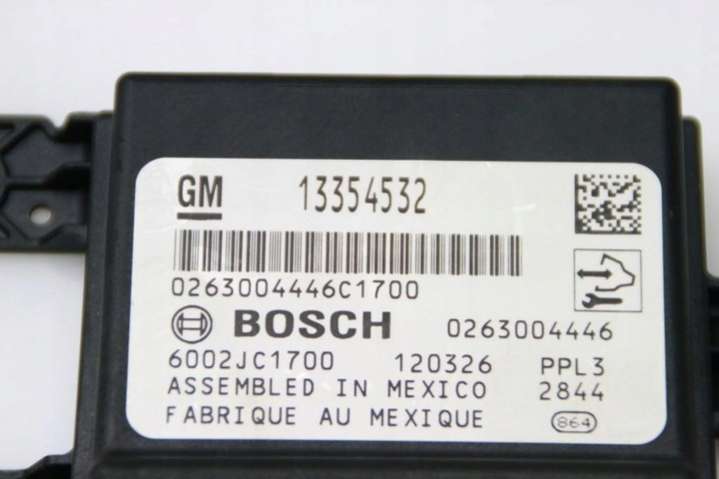 GM 13354532
0263004446C1700
BOSCH 0263004446
6002JC1700 120326 PPL3
ASSEMBLED IN MEXICO 2844
FABRIQUE AU MEXIQUE 864